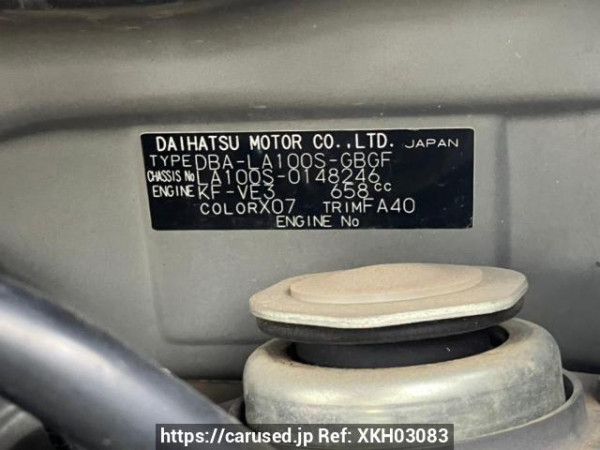 DAIHATSU MOTOR CO.,LTD. JAPAN
TYPE DBA-LA100S-GBGF
CHASSIS No LA100S-0148246
ENGINE KF-VE3 658cc
COLOR X07 TRIM FA40
ENGINE No
https://carused.jp Ref: XKH03083